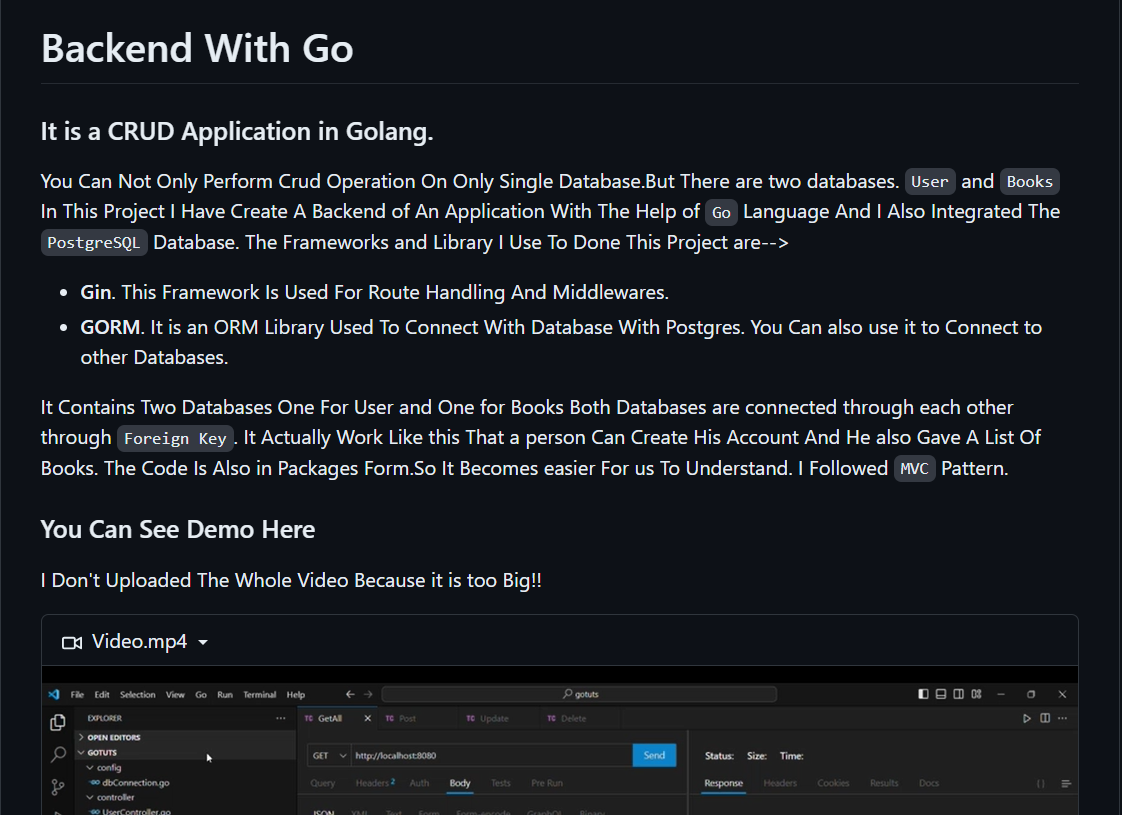 Backend With Go
It is a CRUD Application in Golang.
You Can Not Only Perform Crud Operation On Only Single Database.But There are two databases. User and Books
In This Project I Have Create A Backend of An Application With The Help of Go Language And I Also Integrated The
PostgreSQL Database. The Frameworks and Library I Use To Done This Project are-->
• Gin. This Framework Is Used For Route Handling And Middlewares.
• GORM. It is an ORM Library Used To Connect With Database With Postgres. You Can also use it to Connect to
other Databases.
It Contains Two Databases One For User and One for Books Both Databases are connected through each other
through Foreign Key. It Actually Work Like this That a person Can Create His Account And He also Gave A List Of
Books. The Code Is Also in Packages Form.So It Becomes easier For us To Understand. I Followed MVC Pattern.
You Can See Demo Here
I Don't Uploaded The Whole Video Because it is too Big!!
Video.mp4
File Edit Selection View Go Run Terminal Help gotuts
EXPLORER ... TC GetAll TC Post TC Update TC Delete
OPEN EDITORS
GOTUTS
GET http://localhost:8080 Send Status: Size: Time:
config
dbConnection.go
Query Headers 2 Auth Body Tests Pre Run Response Headers Cookies Results Docs
controller
UserController.go
JSON XML Text Form Form-encode GraphQL Binary